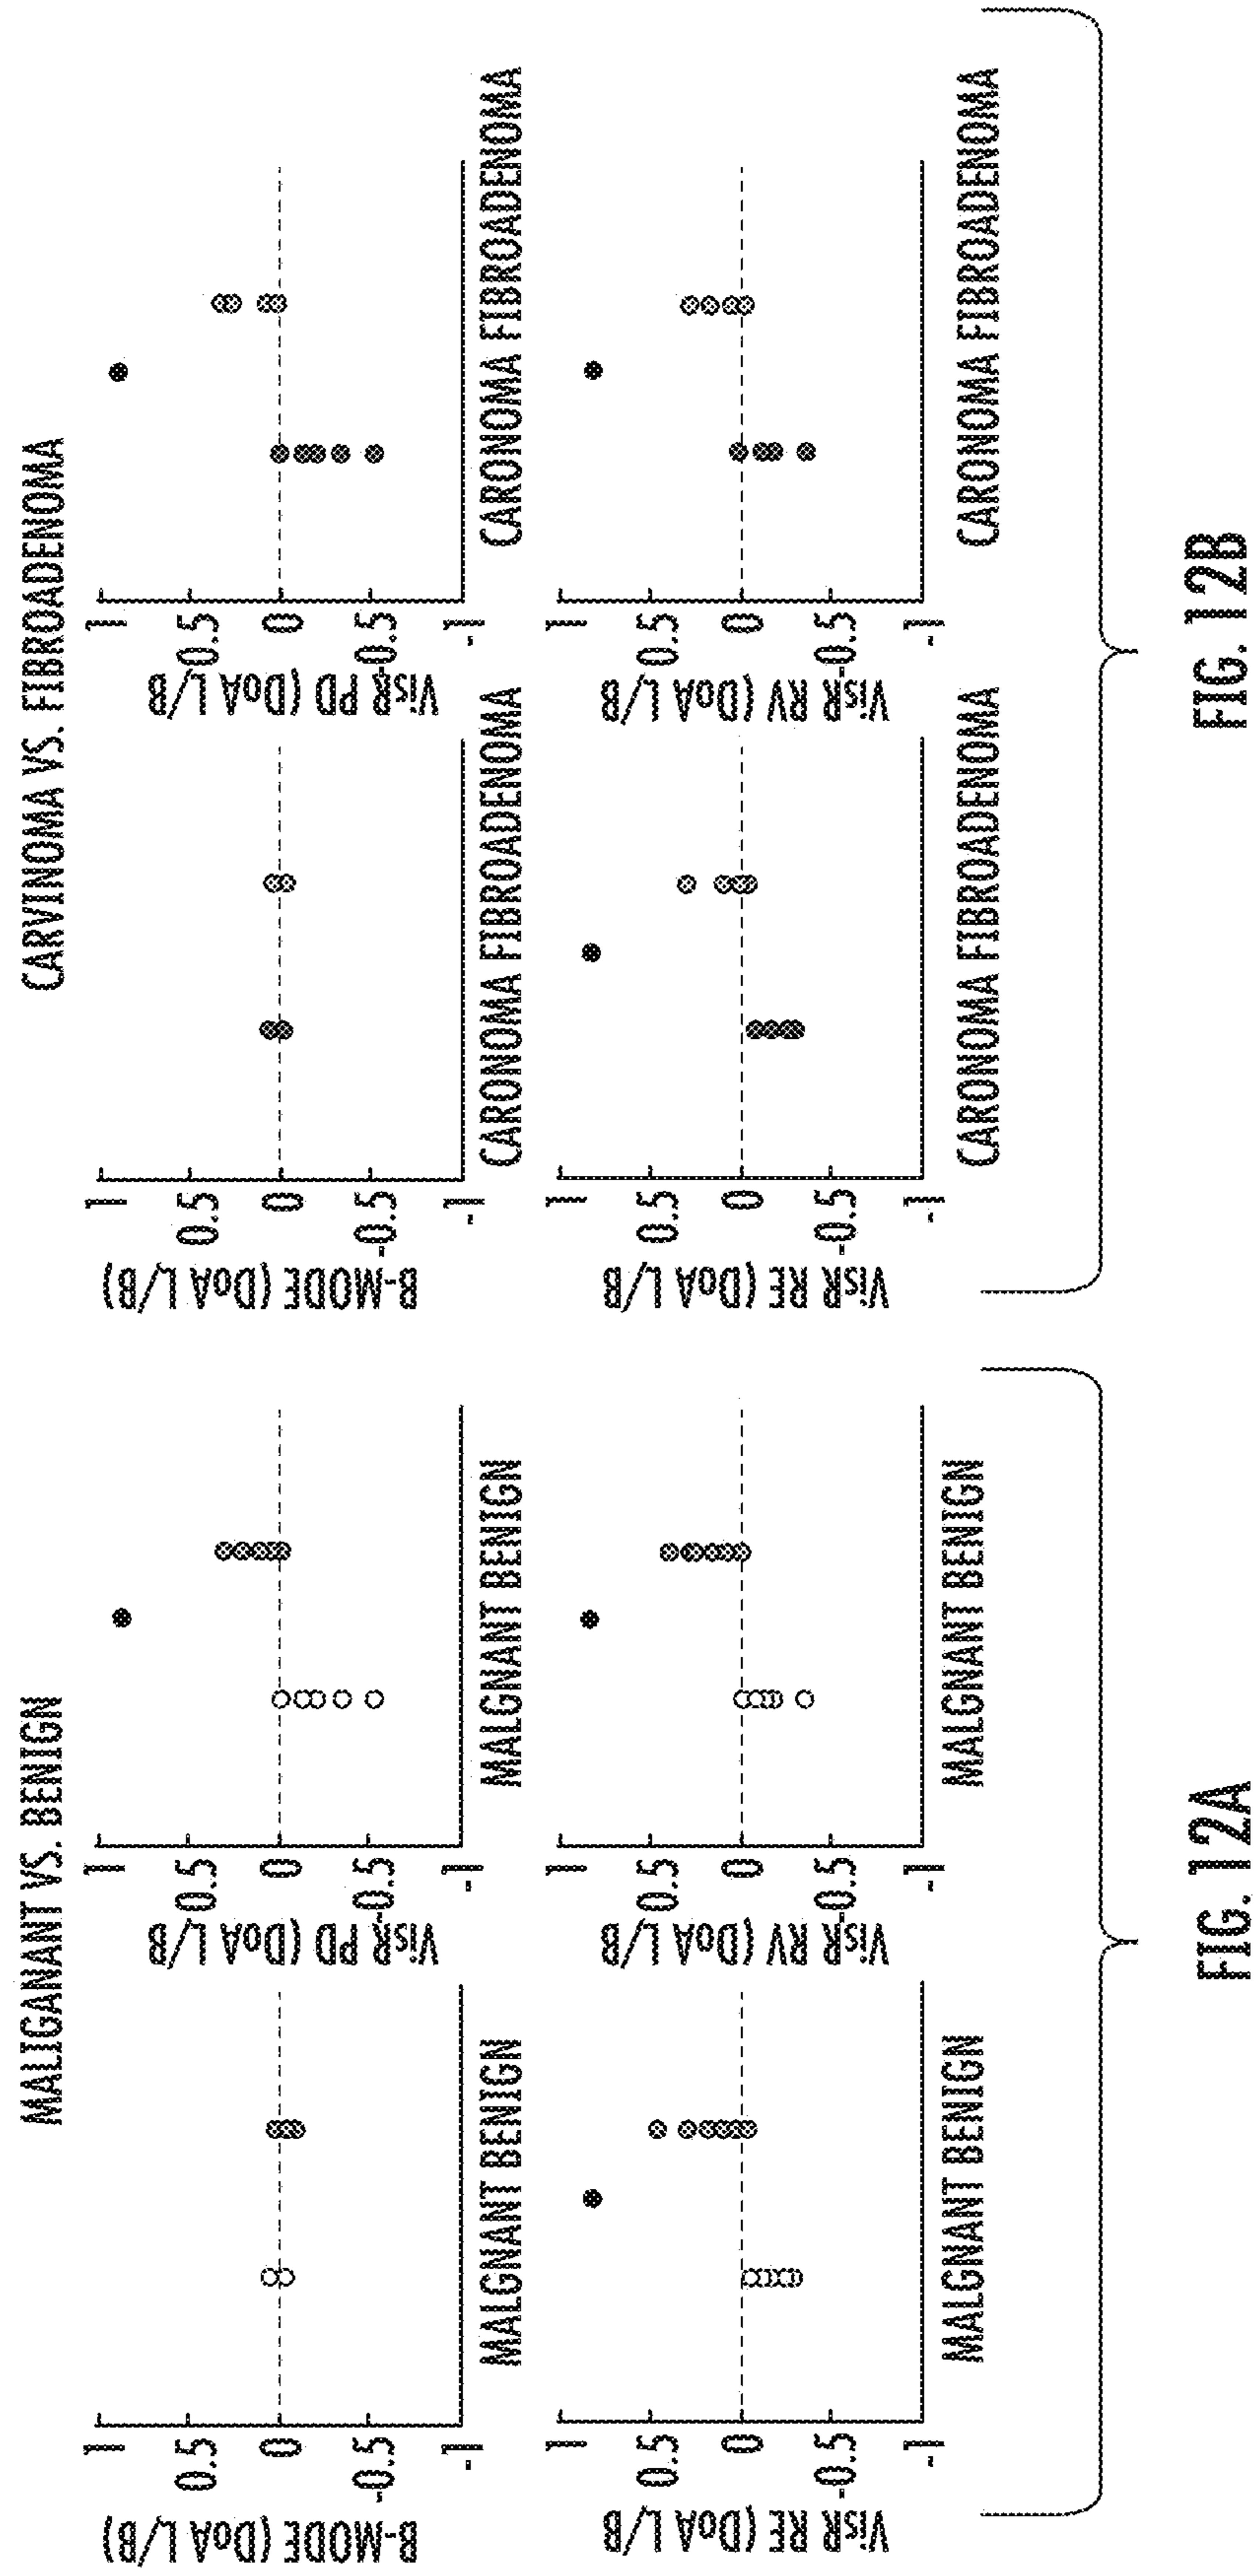 MALIGANANT VS. BENIGN
B-MODE (DoA L/B)
1
0.5
0
-0.5
-1
MALGNANT BENIGN
VisR PD (DoA L/B
1
0.5
0
-0.5
-1
MALGNANT BENIGN
VisR RE (DoA L/B
1
0.5
0
-0.5
-1
MALGNANT BENIGN
VisR RV (DoA L/B
1
0.5
0
-0.5
-1
MALGNANT BENIGN
FIG. 12A
CARVINOMA VS. FIBROADENOMA
B-MODE (DoA L/B)
1
0.5
0
-0.5
-1
CARONOMA FIBROADENOMA
VisR PD (DoA L/B
1
0.5
0
-0.5
-1
CARONOMA FIBROADENOMA
VisR RE (DoA L/B
1
0.5
0
-0.5
-1
CARONOMA FIBROADENOMA
VisR RV (DoA L/B
1
0.5
0
-0.5
-1
CARONOMA FIBROADENOMA
FIG. 12B